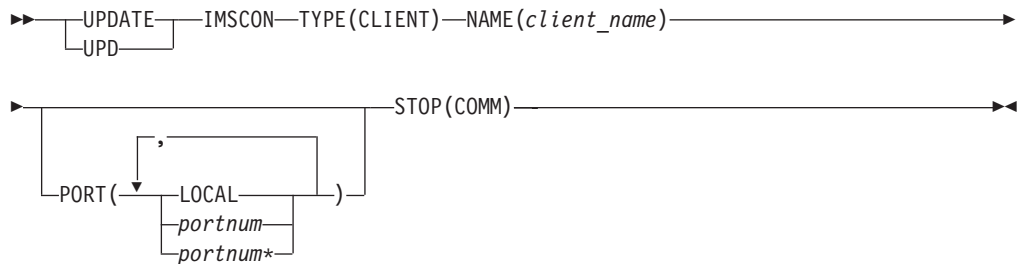 UPDATE IMSCON TYPE(CLIENT) NAME(client_name)
UPD
STOP(COMM)
,
PORT( LOCAL )
portnum
portnum*